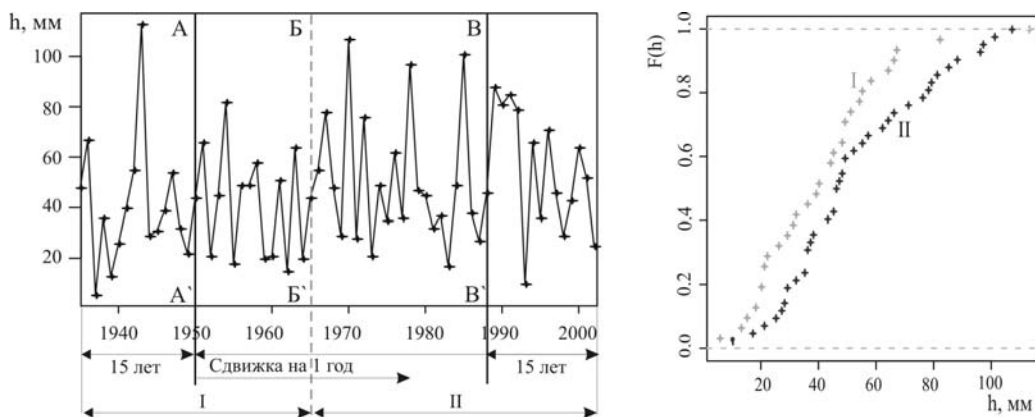 h, мм
А Б В
100
80
60
40
20
А` Б` В`
1940 1950 1960 1970 1980 1990 2000
15 лет Сдвижка на 1 год 15 лет
I II
F(h)
1.0
0.8
0.6
0.4
0.2
0.0
I
II
20 40 60 80 100
h, мм